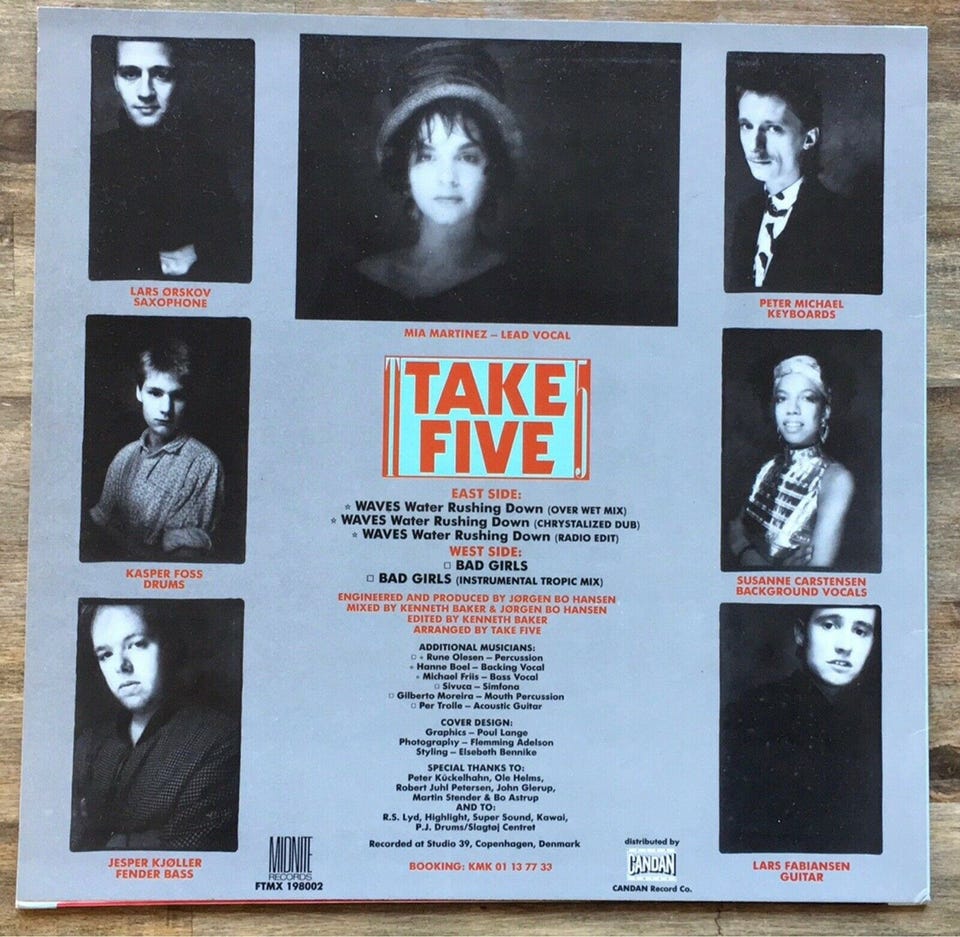 LARS ØRSKOV
SAXOPHONE
MIA MARTINEZ – LEAD VOCAL
PETER MICHAEL
KEYBOARDS
KASPER FOSS
DRUMS
SUSANNE CARSTENSEN
BACKGROUND VOCALS
JESPER KJØLLER
FENDER BASS
LARS FABIANSEN
GUITAR
T TAKE 5
FIVE
EAST SIDE:
☆ WAVES Water Rushing Down (OVER WET MIX)
☆ WAVES Water Rushing Down (CHRYSTALIZED DUB)
☆ WAVES Water Rushing Down (RADIO EDIT)
WEST SIDE:
□ BAD GIRLS
□ BAD GIRLS (INSTRUMENTAL TROPIC MIX)
ENGINEERED AND PRODUCED BY JØRGEN BO HANSEN
MIXED BY KENNETH BAKER & JØRGEN BO HANSEN
EDITED BY KENNETH BAKER
ARRANGED BY TAKE FIVE
ADDITIONAL MUSICIANS:
□ ☆ Rune Olesen – Percussion
☆ Hanne Boel – Backing Vocal
☆ Michael Friis – Bass Vocal
□ Sivuca – Simfona
□ Gilberto Moreira – Mouth Percussion
□ Per Trolle – Acoustic Guitar
COVER DESIGN:
Graphics – Poul Lange
Photography – Flemming Adelson
Styling – Elsebeth Bennike
SPECIAL THANKS TO:
Peter Kückelhahn, Ole Helms,
Robert Juhl Petersen, John Glerup,
Martin Stender & Bo Astrup
AND TO:
R.S. Lyd, Highlight, Super Sound, Kawai,
P.J. Drums/Slagtøj Centret
Recorded at Studio 39, Copenhagen, Denmark
BOOKING: KMK 01 13 77 33
MIDNITE
RECORDS
FTMX 198002
distributed by
CANDAN
CANDAN Record Co.